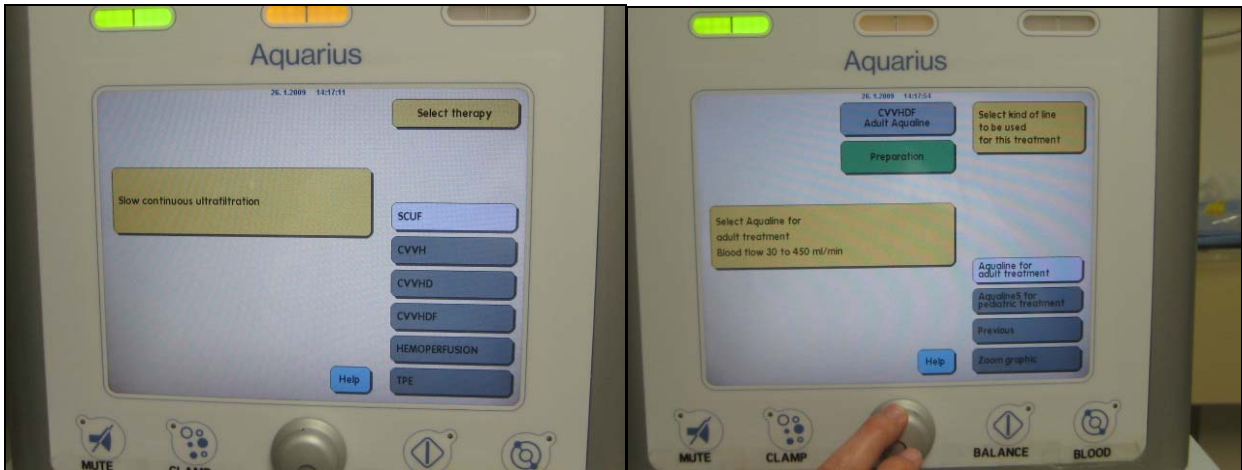 Aquarius
26. 1.2009 14:17:11
Select therapy
Slow continuous ultrafiltration
SCUF
CVVH
CVVHD
CVVHDF
HEMOPERFUSION
Help
TPE
MUTE
CLAMP
Aquarius
26. 1.2009 14:17:54
CVVHDF
Adult Aqualine
Select kind of line
to be used
for this treatment
Preparation
Select Aqualine for
adult treatment
Blood flow 30 to 450 ml/min
Aqualine for
adult treatment
AqualineS for
pediatric treatment
Previous
Help
Zoom graphic
MUTE
CLAMP
BALANCE
BLOOD